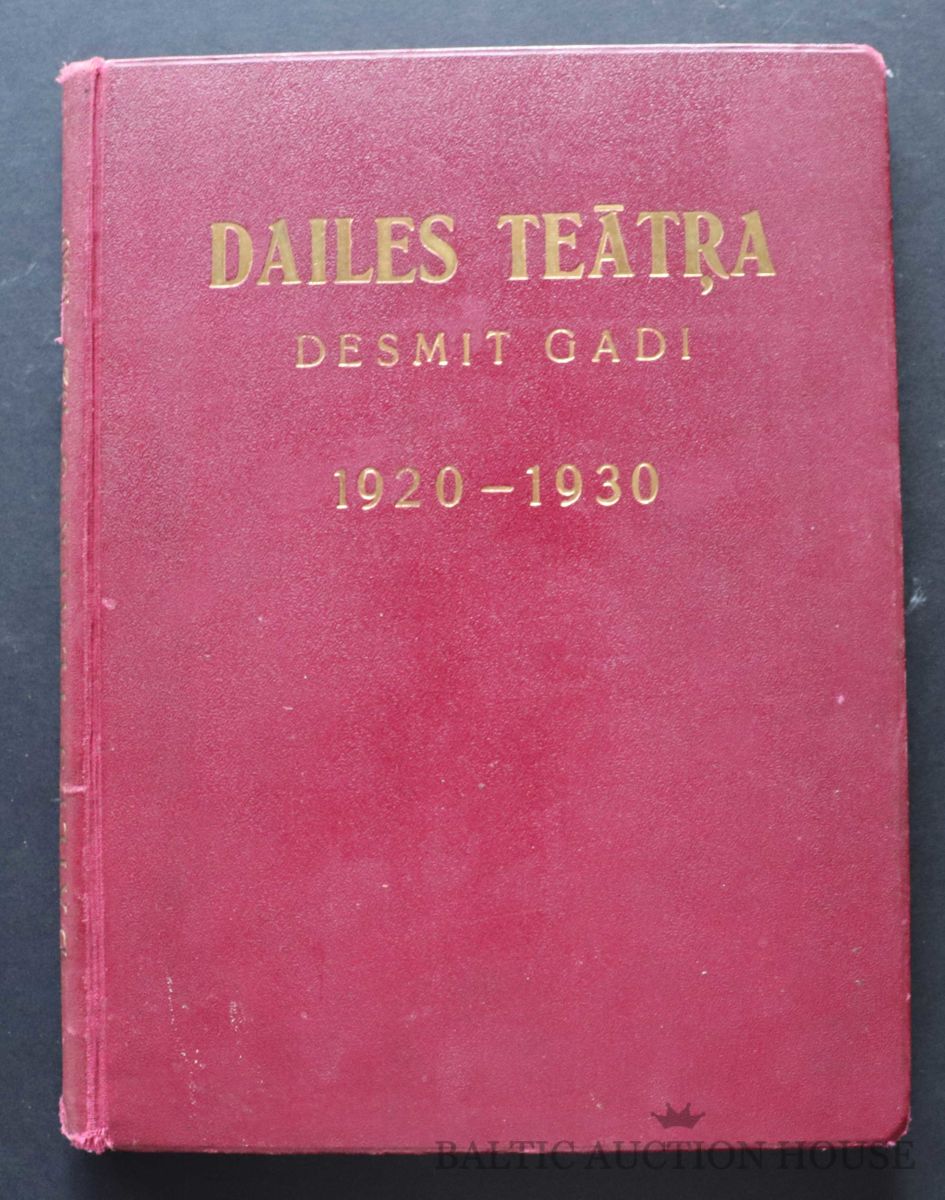 DAILES TEĀTŖA
DESMIT GADI
1920 – 1930
BALTIC AUCTION HOUSE